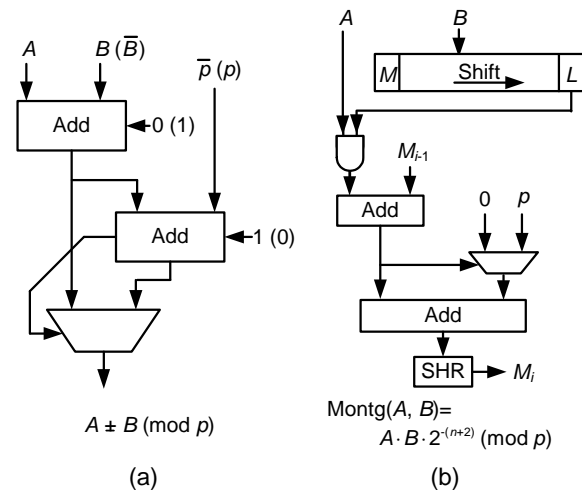 A
B (B̅)
p̅ (p)
Add
0 (1)
Add
1 (0)
A ± B (mod p)
(a)
A
B
M
Shift
L
M_{i-1}
Add
0
p
Add
SHR
M_i
Montg(A, B)=
A · B · 2^{-(n+2)} (mod p)
(b)